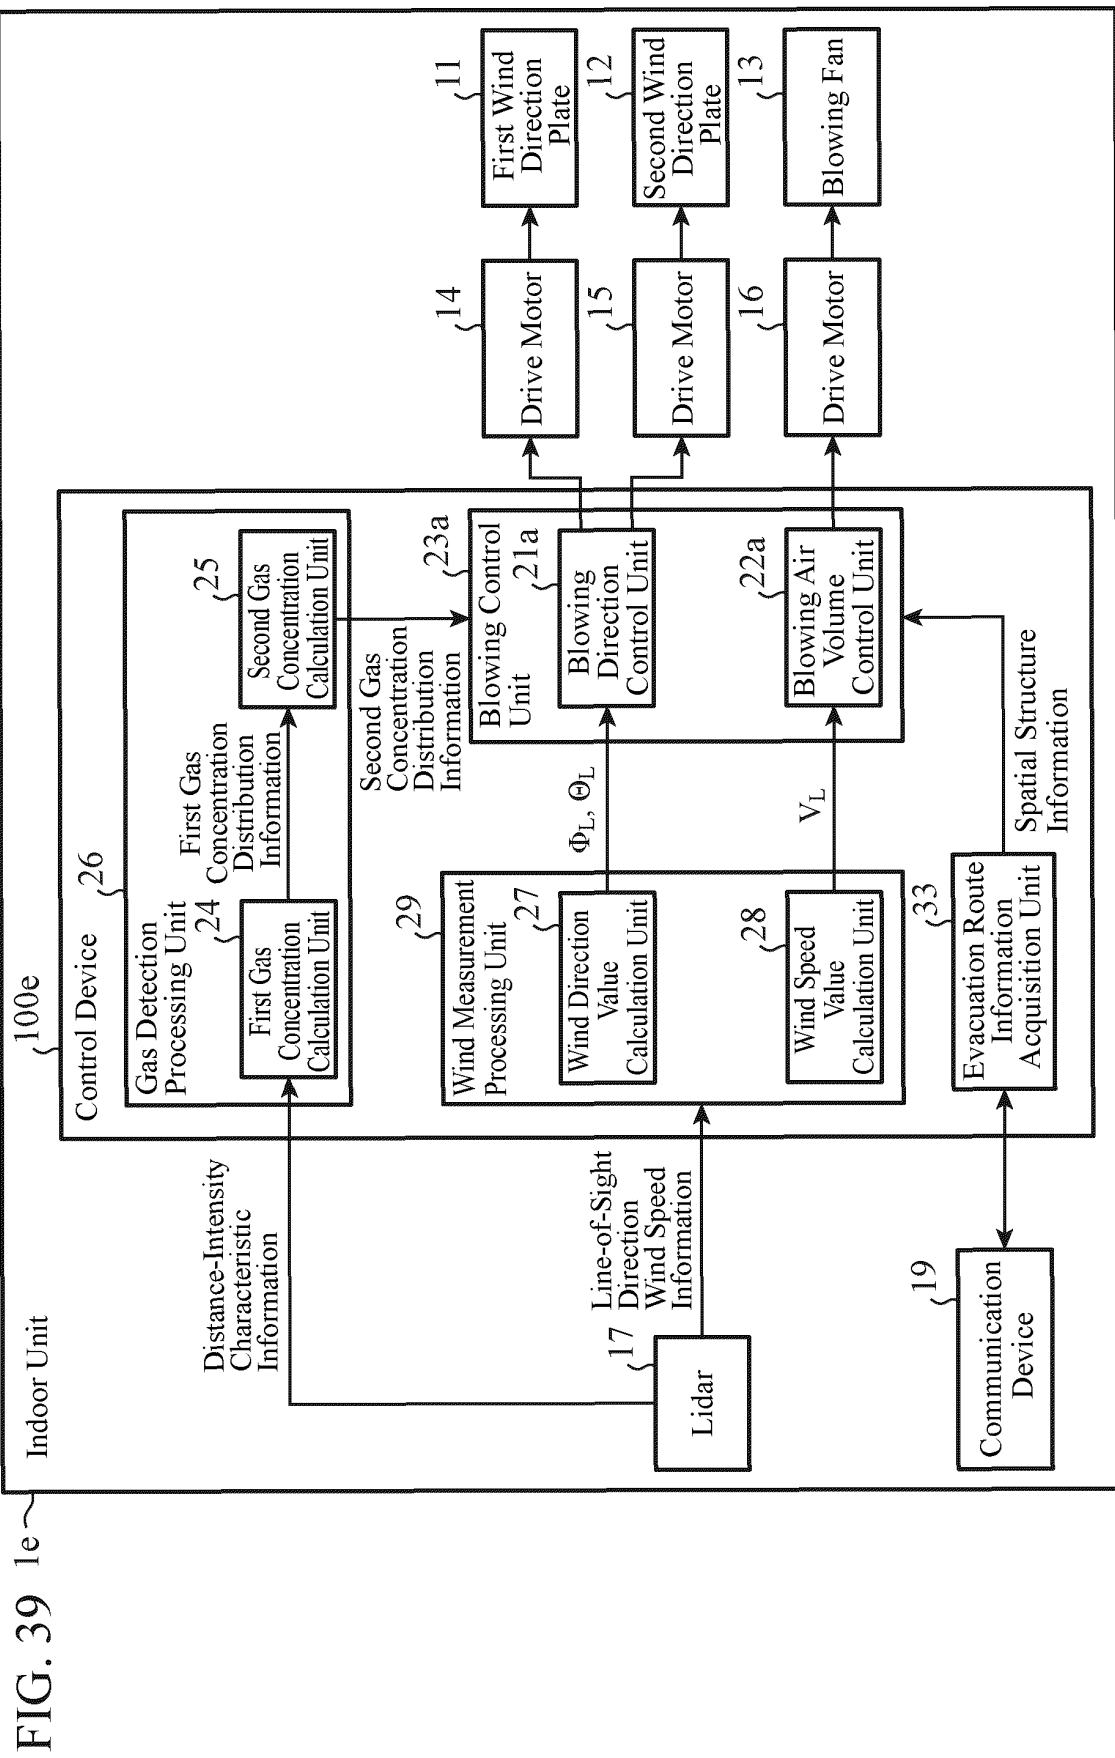 FIG. 39
1e
Indoor Unit
100e
Control Device
26
Gas Detection
Processing Unit
24
First Gas
Concentration
Calculation Unit
First Gas
Concentration
Distribution
Information
25
Second Gas
Concentration
Calculation Unit
Second Gas
Concentration
Distribution
Information
Distance-Intensity
Characteristic
Information
17
Lidar
Line-of-Sight
Direction
Wind Speed
Information
29
Wind Measurement
Processing Unit
27
Wind Direction
Value
Calculation Unit
28
Wind Speed
Value
Calculation Unit
Φ_L, Θ_L
V_L
23a
Blowing Control
Unit
21a
Blowing
Direction
Control Unit
22a
Blowing Air
Volume
Control Unit
19
Communication
Device
33
Evacuation Route
Information
Acquisition Unit
Spatial Structure
Information
14
Drive Motor
15
Drive Motor
16
Drive Motor
11
First Wind
Direction
Plate
12
Second Wind
Direction
Plate
13
Blowing Fan